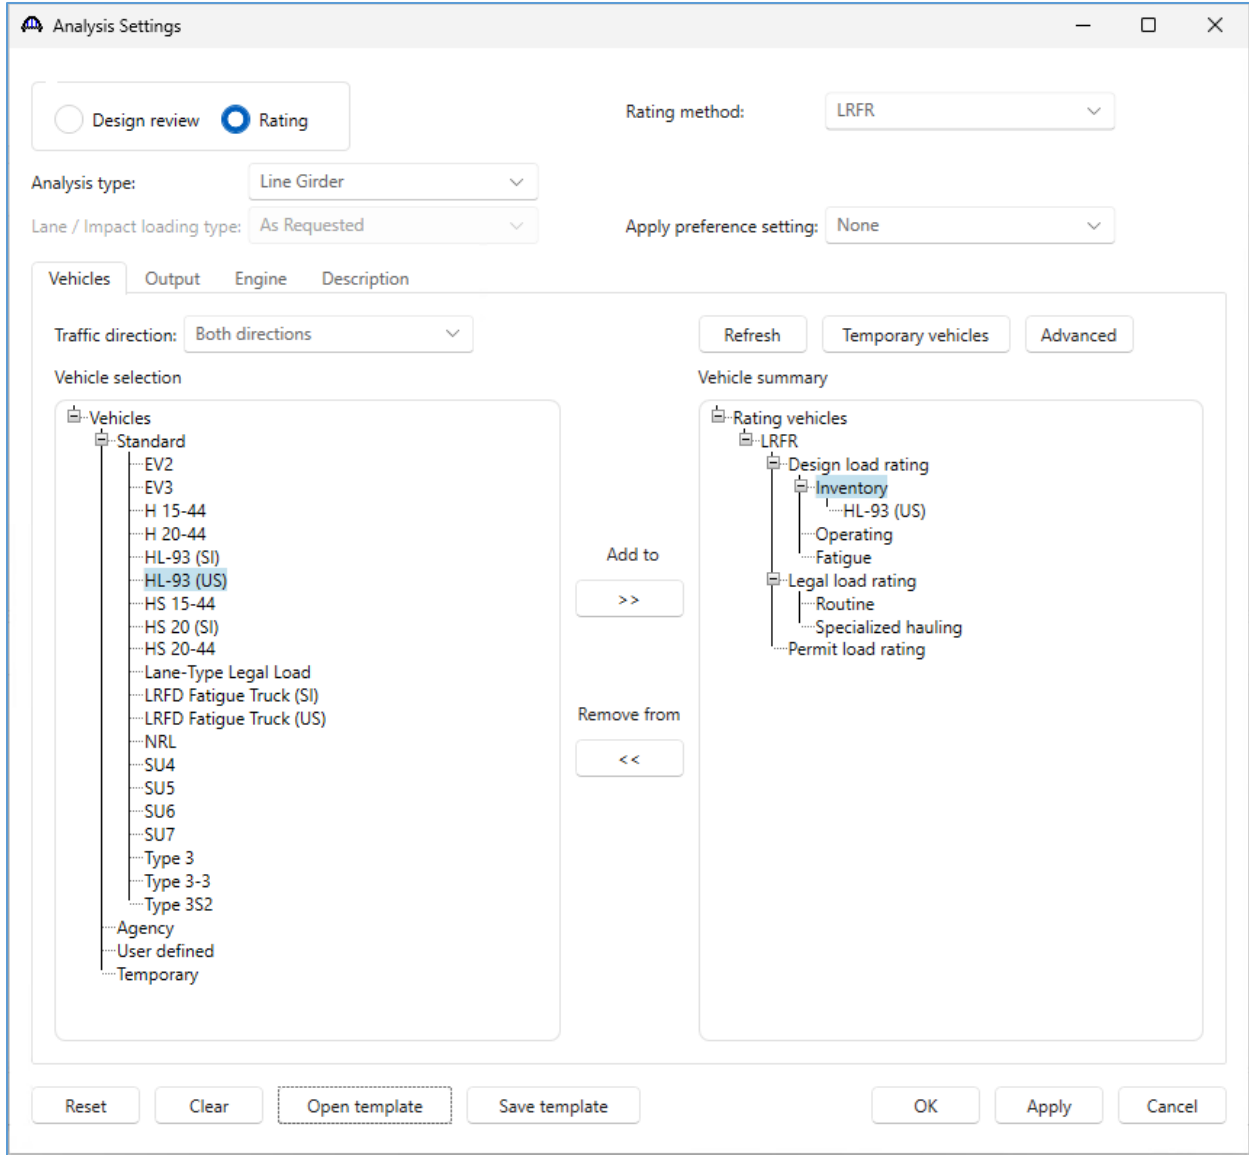 Analysis Settings
Design review
Rating
Rating method:
LRFR
Analysis type:
Line Girder
Lane / Impact loading type:
As Requested
Apply preference setting:
None
Vehicles
Output
Engine
Description
Traffic direction:
Both directions
Refresh
Temporary vehicles
Advanced
Vehicle selection
Vehicles
Standard
EV2
EV3
H 15-44
H 20-44
HL-93 (SI)
HL-93 (US)
HS 15-44
HS 20 (SI)
HS 20-44
Lane-Type Legal Load
LRFD Fatigue Truck (SI)
LRFD Fatigue Truck (US)
NRL
SU4
SU5
SU6
SU7
Type 3
Type 3-3
Type 3S2
Agency
User defined
Temporary
Add to
>>
Remove from
<<
Vehicle summary
Rating vehicles
LRFR
Design load rating
Inventory
HL-93 (US)
Operating
Fatigue
Legal load rating
Routine
Specialized hauling
Permit load rating
Reset
Clear
Open template
Save template
OK
Apply
Cancel